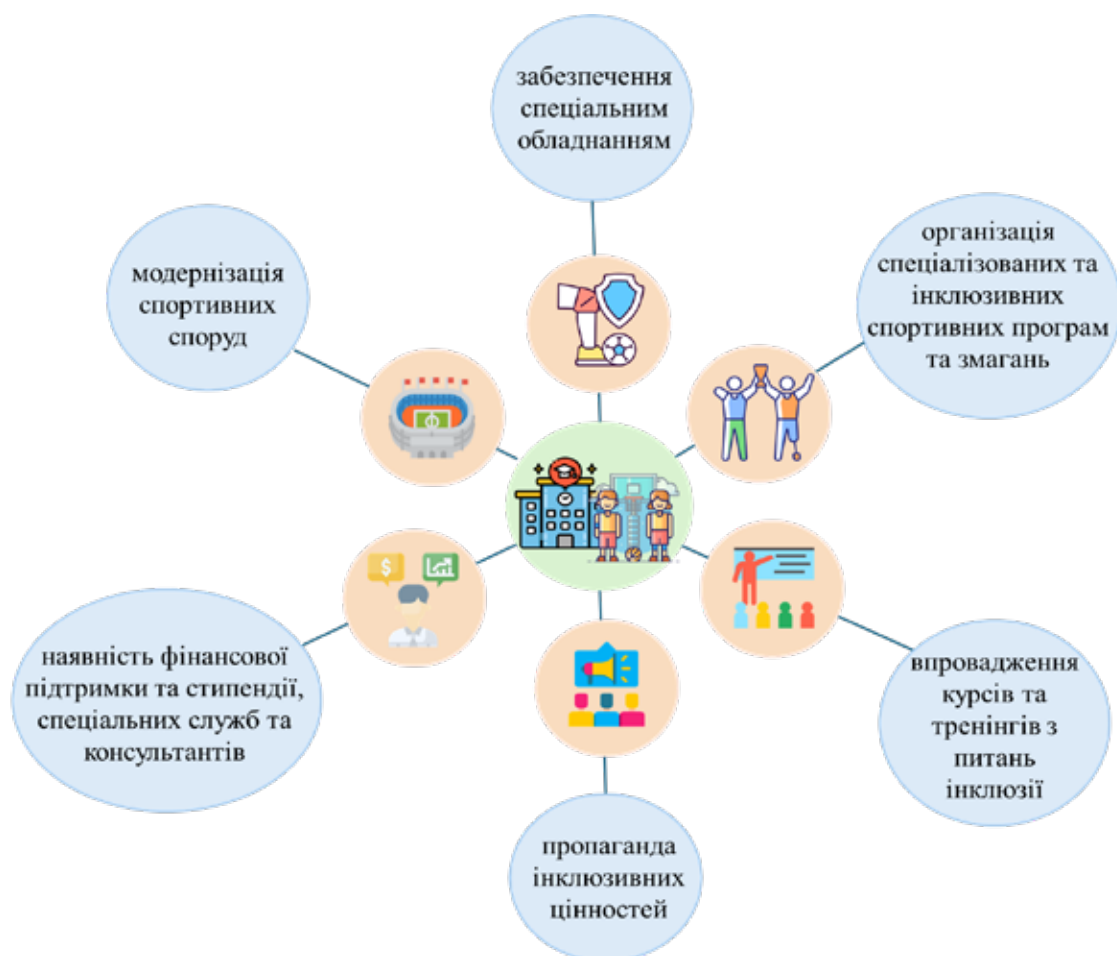 забезпечення
спеціальним
обладнанням
організація
спеціалізованих та
інклюзивних
спортивних програм
та змагань
модернізація
спортивних
споруд
наявність фінансової
підтримки та стипендії,
спеціальних служб та
консультантів
впровадження
курсів та
тренінгів з
питань
інклюзії
пропаганда
інклюзивних
цінностей